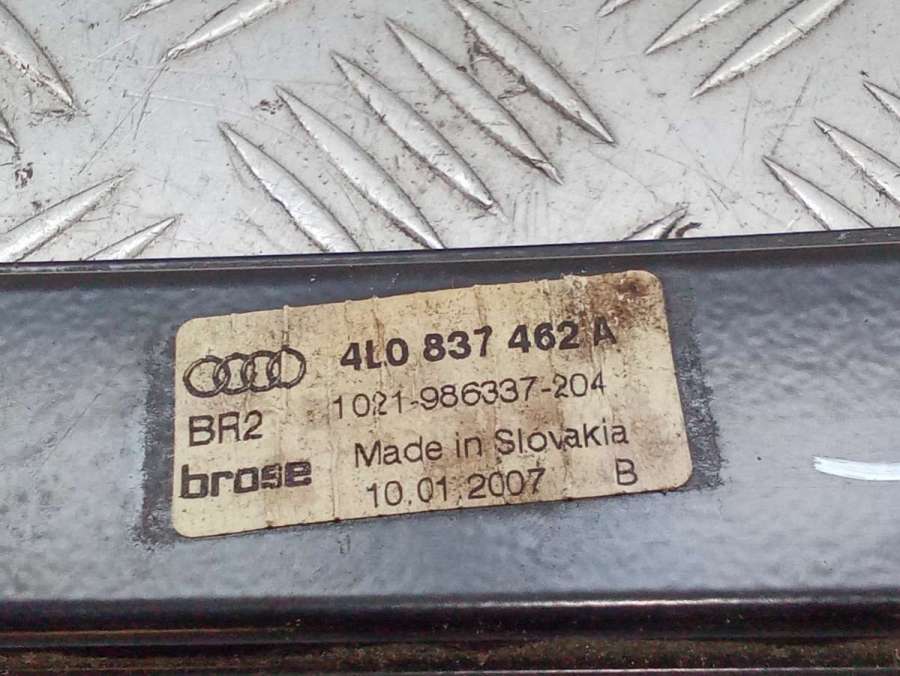 4L0 837 462 A
1021-986337-204
BR2
Made in Slovakia
brose
10.01.2007 B